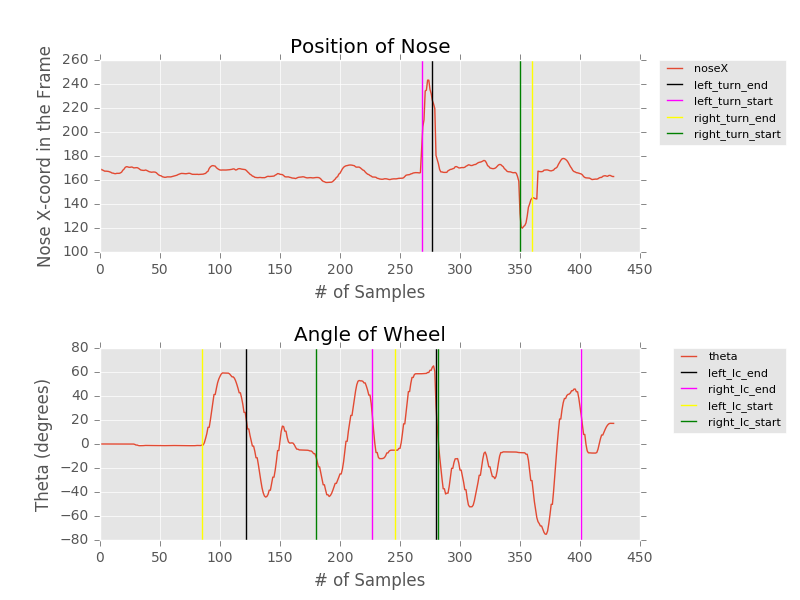 Position of Nose
Nose X-coord in the Frame
260
240
220
200
180
160
140
120
100
0 50 100 150 200 250 300 350 400 450
# of Samples
noseX
left_turn_end
left_turn_start
right_turn_end
right_turn_start
Angle of Wheel
Theta (degrees)
80
60
40
20
0
−20
−40
−60
−80
0 50 100 150 200 250 300 350 400 450
# of Samples
theta
left_lc_end
right_lc_end
left_lc_start
right_lc_start